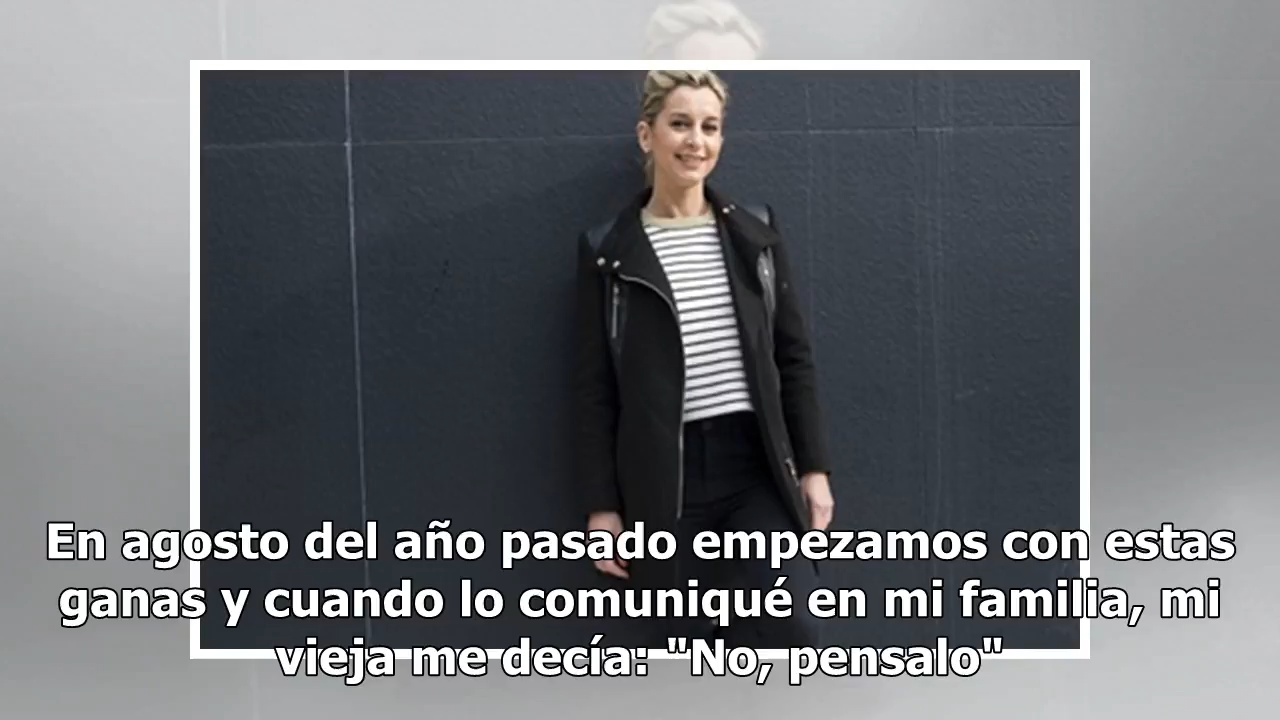 En agosto del año pasado empezamos con estas
ganas y cuando lo comuniqué en mi familia, mi
vieja me decía: "No, pensalo"